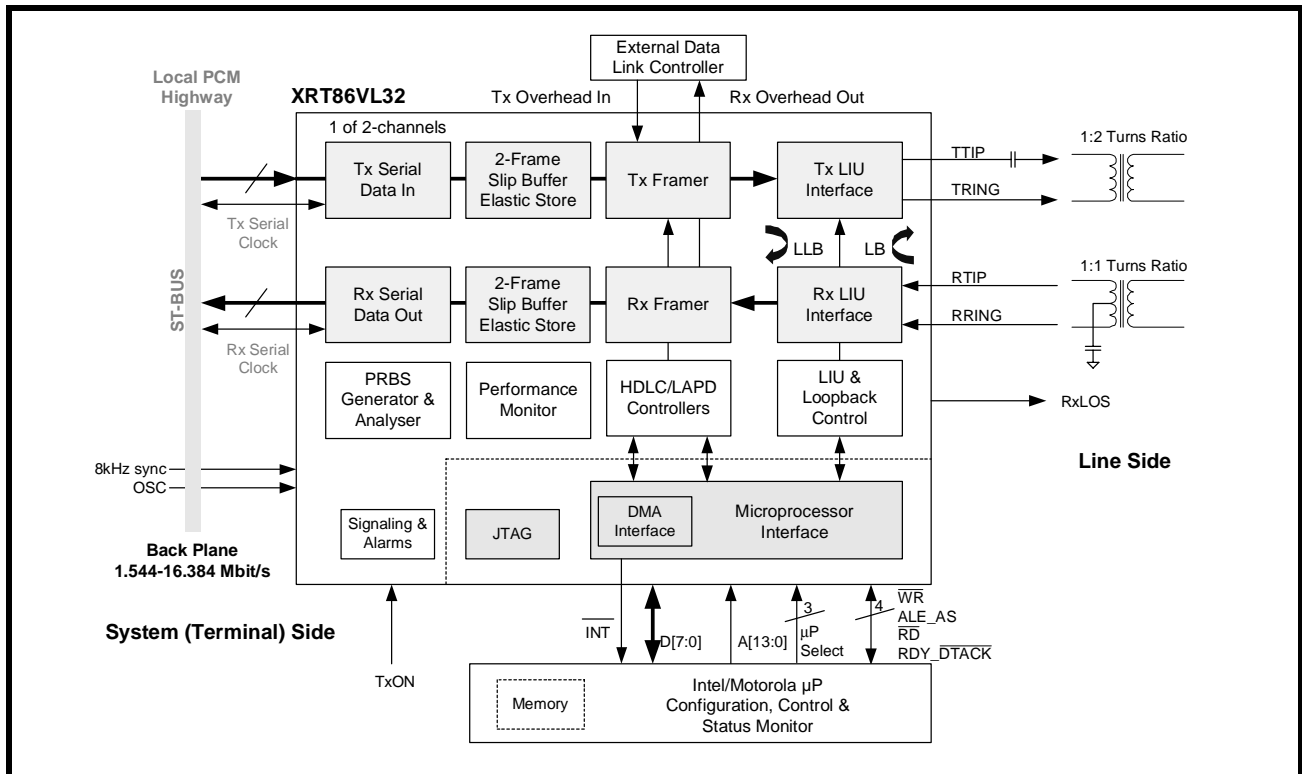 External Data
Link Controller
Local PCM
Highway
XRT86VL32
Tx Overhead In
Rx Overhead Out
1 of 2-channels
Tx Serial
Data In
2-Frame
Slip Buffer
Elastic Store
Tx Framer
Tx LIU
Interface
TTIP
TRING
1:2 Turns Ratio
Tx Serial
Clock
LLB
LB
ST-BUS
Rx Serial
Data Out
2-Frame
Slip Buffer
Elastic Store
Rx Framer
Rx LIU
Interface
RTIP
RRING
1:1 Turns Ratio
Rx Serial
Clock
PRBS
Generator &
Analyser
Performance
Monitor
HDLC/LAPD
Controllers
LIU &
Loopback
Control
RxLOS
Line Side
8kHz sync
OSC
Signaling &
Alarms
JTAG
DMA
Interface
Microprocessor
Interface
Back Plane
1.544-16.384 Mbit/s
System (Terminal) Side
TxON
INT
D[7:0]
A[13:0]
3
µP
Select
4
WR
ALE_AS
RD
RDY_DTACK
Memory
Intel/Motorola µP
Configuration, Control &
Status Monitor